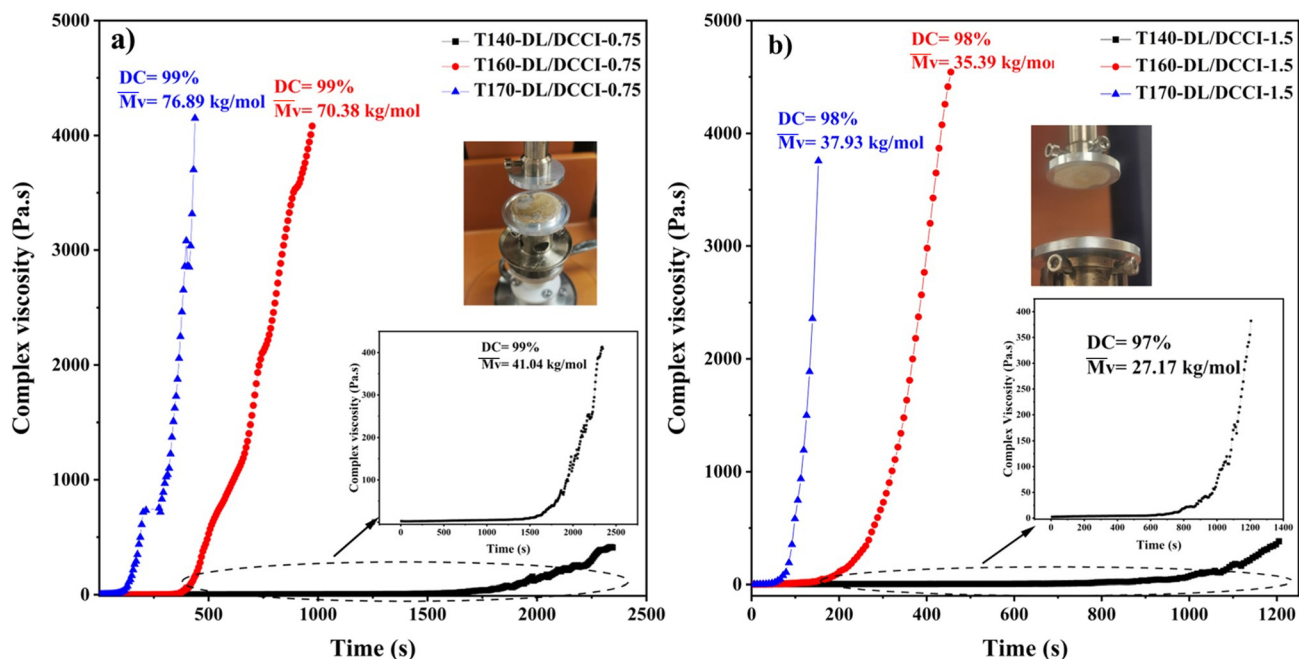 a)
T140-DL/DCCI-0.75
T160-DL/DCCI-0.75
T170-DL/DCCI-0.75
DC= 99%
Mv= 76.89 kg/mol
DC= 99%
Mv= 70.38 kg/mol
Complex viscosity (Pa.s)
5000
4000
3000
2000
1000
0
500
1000
1500
2000
2500
Time (s)
DC= 99%
Mv= 41.04 kg/mol
Complex viscosity (Pa.s)
400
300
200
100
0
500
1000
1500
2000
2500
Time (s)
b)
T140-DL/DCCI-1.5
T160-DL/DCCI-1.5
T170-DL/DCCI-1.5
DC= 98%
Mv= 35.39 kg/mol
DC= 98%
Mv= 37.93 kg/mol
Complex viscosity (Pa.s)
5000
4000
3000
2000
1000
0
0
200
400
600
800
1000
1200
Time (s)
DC= 97%
Mv= 27.17 kg/mol
Complex Viscosity (Pa.s)
400
350
300
250
200
150
100
50
0
0
200
400
600
800
1000
1200
1400
Time (s)